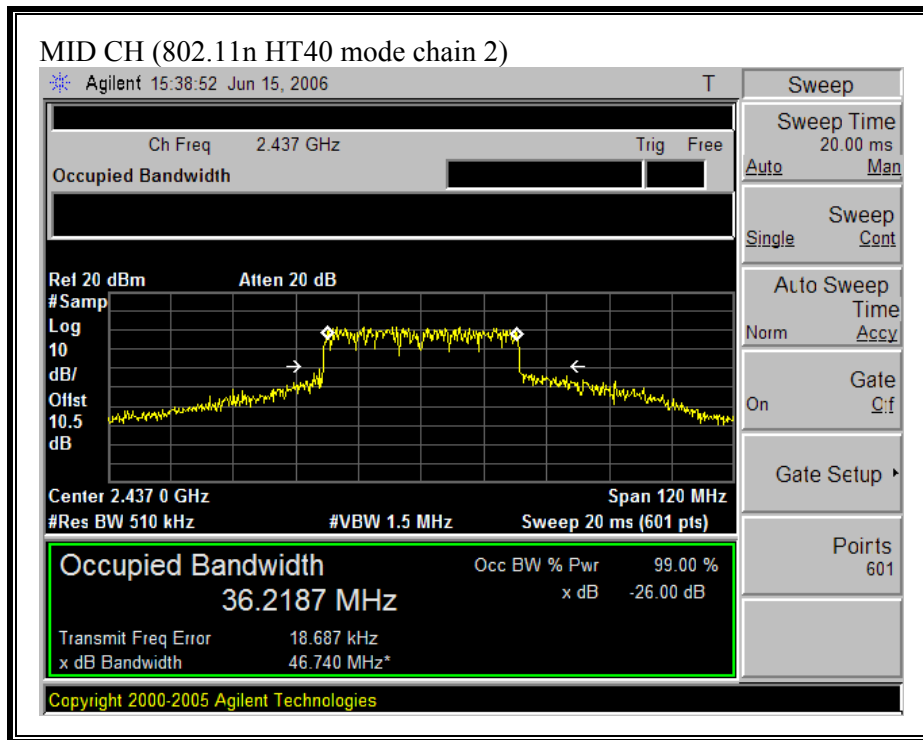 MID CH (802.11n HT40 mode chain 2)
Agilent 15:38:52 Jun 15, 2006 T
Ch Freq 2.437 GHz Trig Free
Occupied Bandwidth
Ref 20 dBm Atten 20 dB
#Samp
Log
10
dB/
Offst
10.5
dB
Center 2.437 0 GHz Span 120 MHz
#Res BW 510 kHz #VBW 1.5 MHz Sweep 20 ms (601 pts)
Occupied Bandwidth Occ BW % Pwr 99.00 %
36.2187 MHz x dB -26.00 dB
Transmit Freq Error 18.687 kHz
x dB Bandwidth 46.740 MHz*
Copyright 2000-2005 Agilent Technologies
Sweep
Sweep Time
20.00 ms
Auto Man
Sweep
Single Cont
Auto Sweep
Time
Norm Accy
Gate
On Off
Gate Setup
Points
601